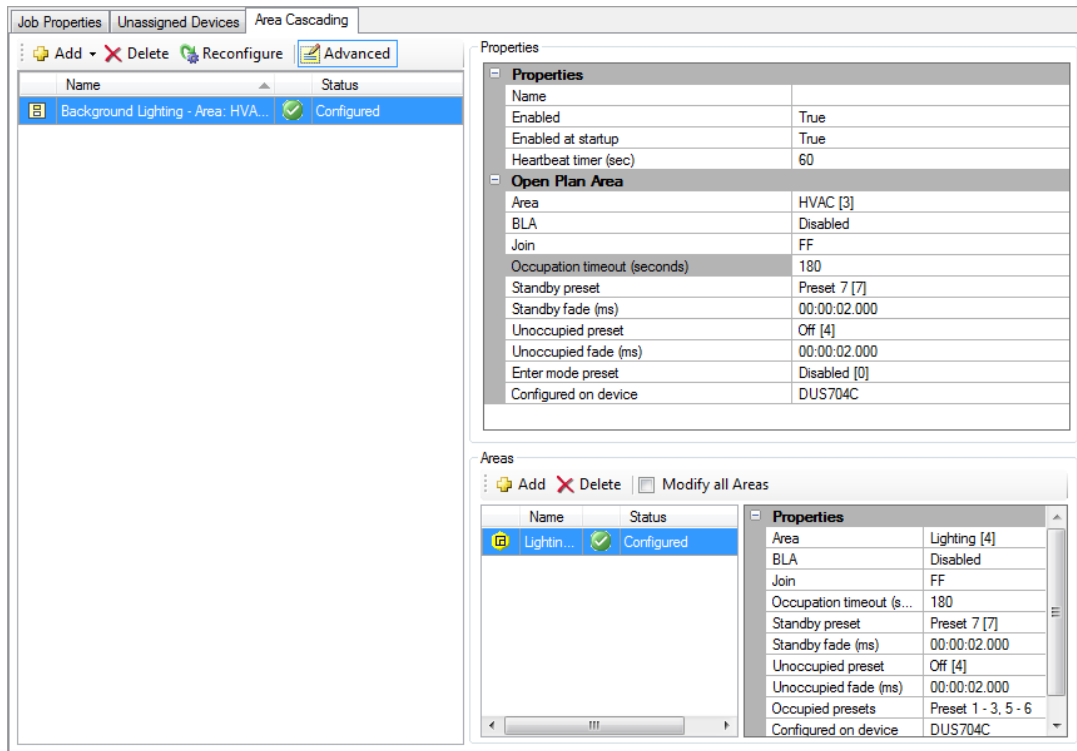 Job Properties Unassigned Devices Area Cascading
Add Delete Reconfigure Advanced
Name Status
Background Lighting - Area: HVA... Configured
Properties
Properties
Name
Enabled True
Enabled at startup True
Heartbeat timer (sec) 60
Open Plan Area
Area HVAC [3]
BLA Disabled
Join FF
Occupation timeout (seconds) 180
Standby preset Preset 7 [7]
Standby fade (ms) 00:00:02.000
Unoccupied preset Off [4]
Unoccupied fade (ms) 00:00:02.000
Enter mode preset Disabled [0]
Configured on device DUS704C
Areas
Add Delete Modify all Areas
Name Status
Lightin... Configured
Properties
Area Lighting [4]
BLA Disabled
Join FF
Occupation timeout (s... 180
Standby preset Preset 7 [7]
Standby fade (ms) 00:00:02.000
Unoccupied preset Off [4]
Unoccupied fade (ms) 00:00:02.000
Occupied presets Preset 1 - 3, 5 - 6
Configured on device DUS704C